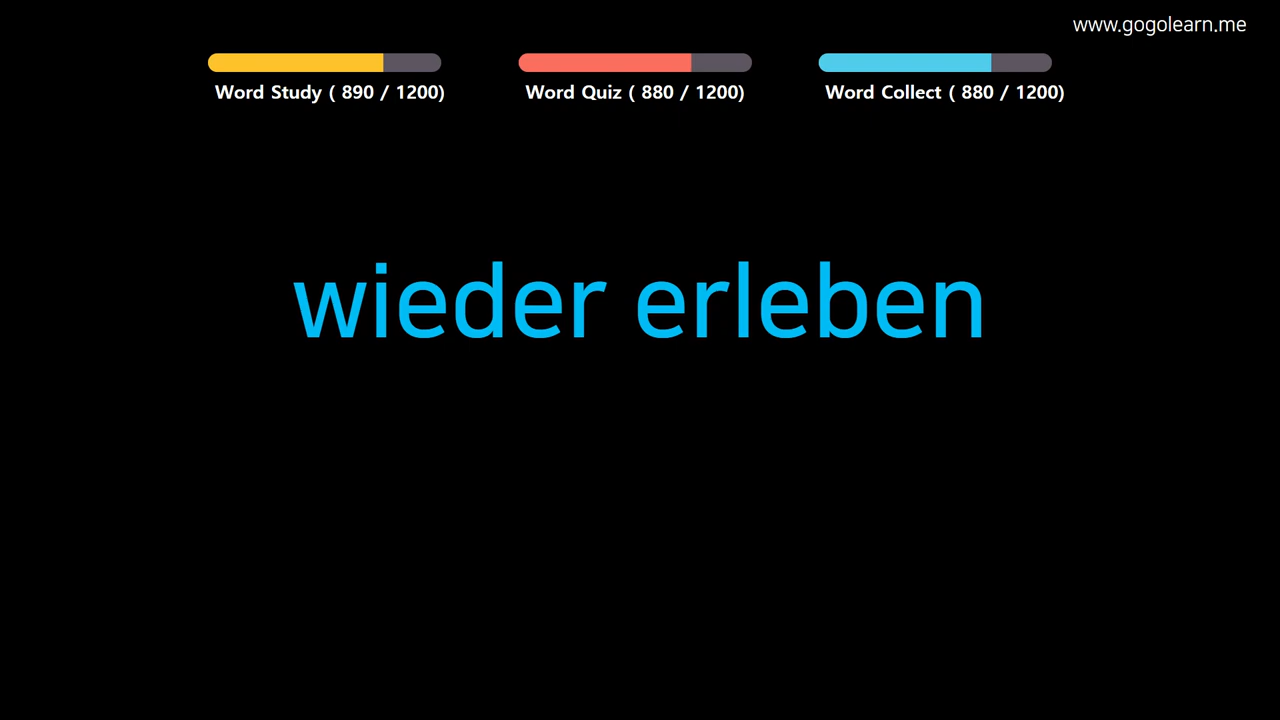 www.gogolearn.me
Word Study ( 890 / 1200)
Word Quiz ( 880 / 1200)
Word Collect ( 880 / 1200)
wieder erleben